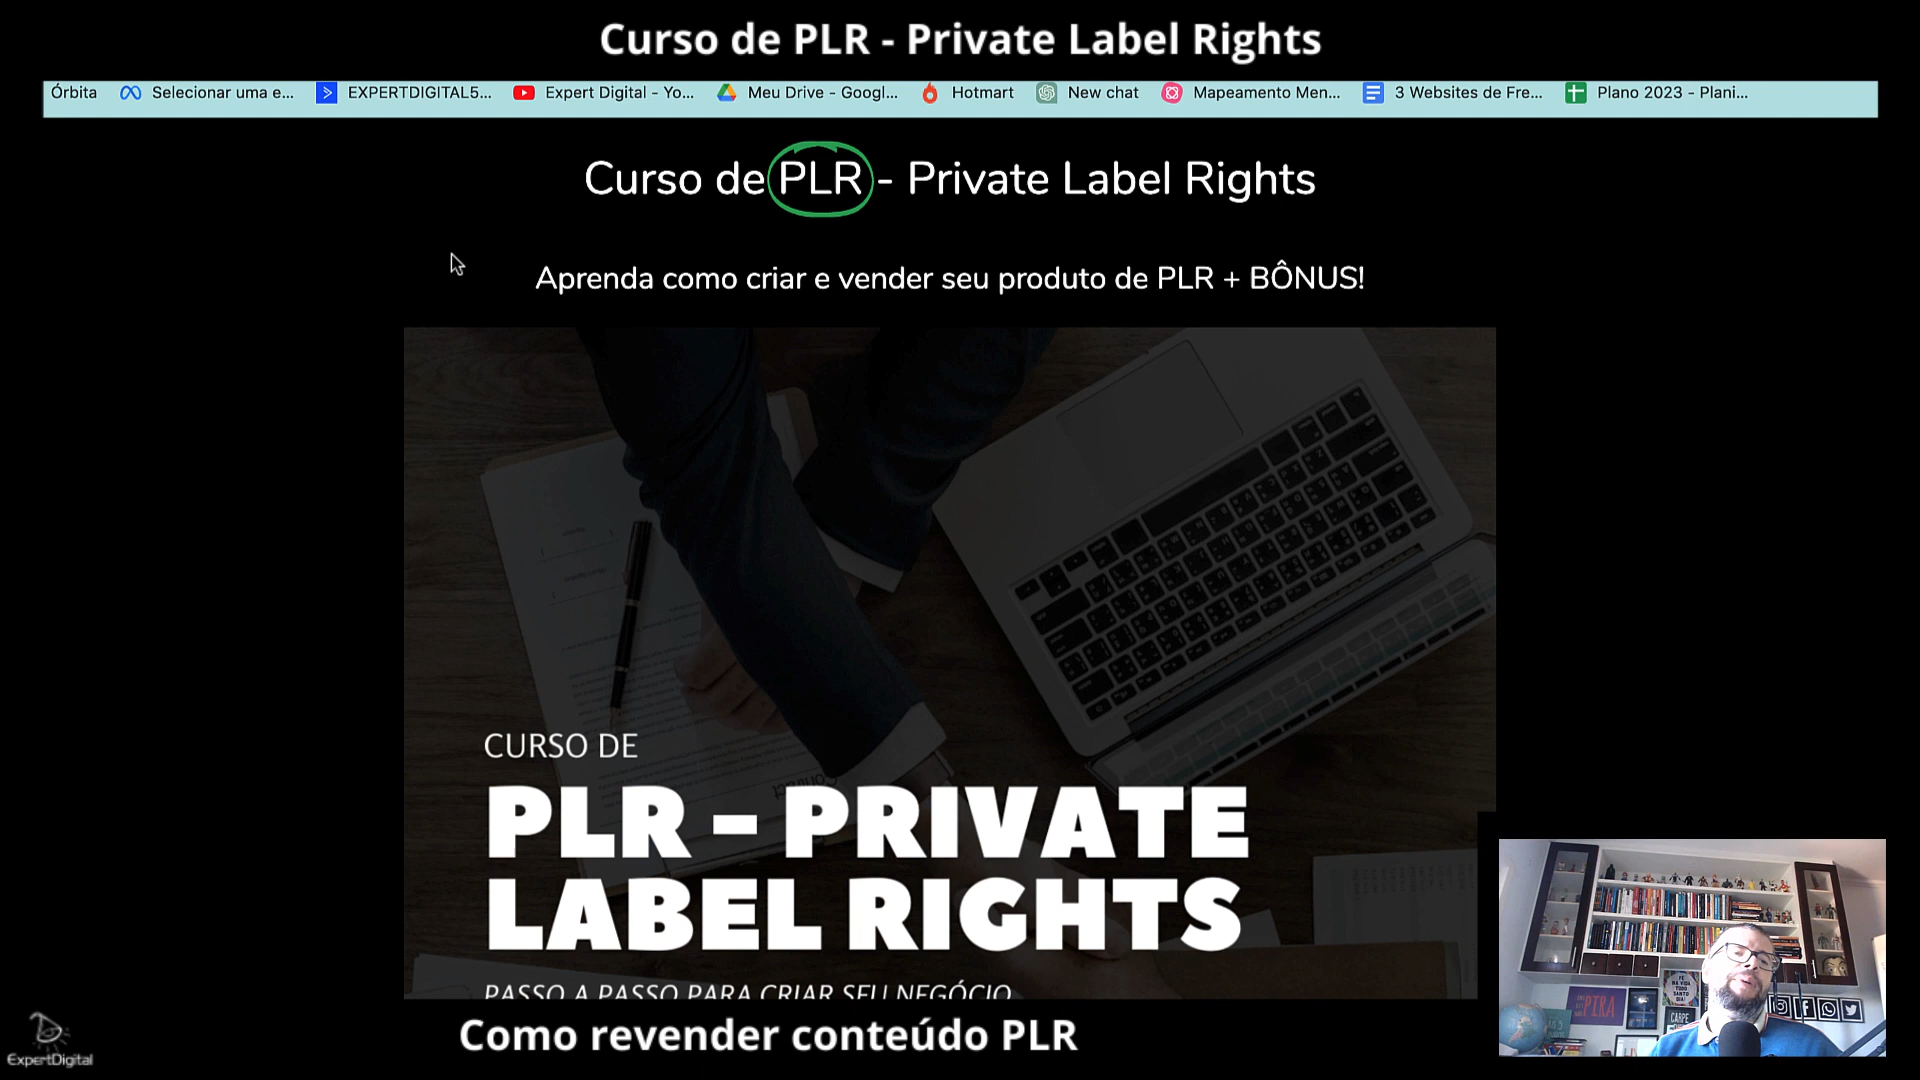 Curso de PLR - Private Label Rights
Órbita Selecionar uma e... EXPERTDIGITAL5... Expert Digital - Yo... Meu Drive - Googl... Hotmart New chat Mapeamento Men... 3 Websites de Fre... Plano 2023 - Plani...
Curso de PLR - Private Label Rights
Aprenda como criar e vender seu produto de PLR + BÔNUS!
CURSO DE
PLR - PRIVATE
LABEL RIGHTS
PASSO A PASSO PARA CRIAR SEU NEGÓCIO
Como revender conteúdo PLR
ExpertDigital
PIRA
CARPE